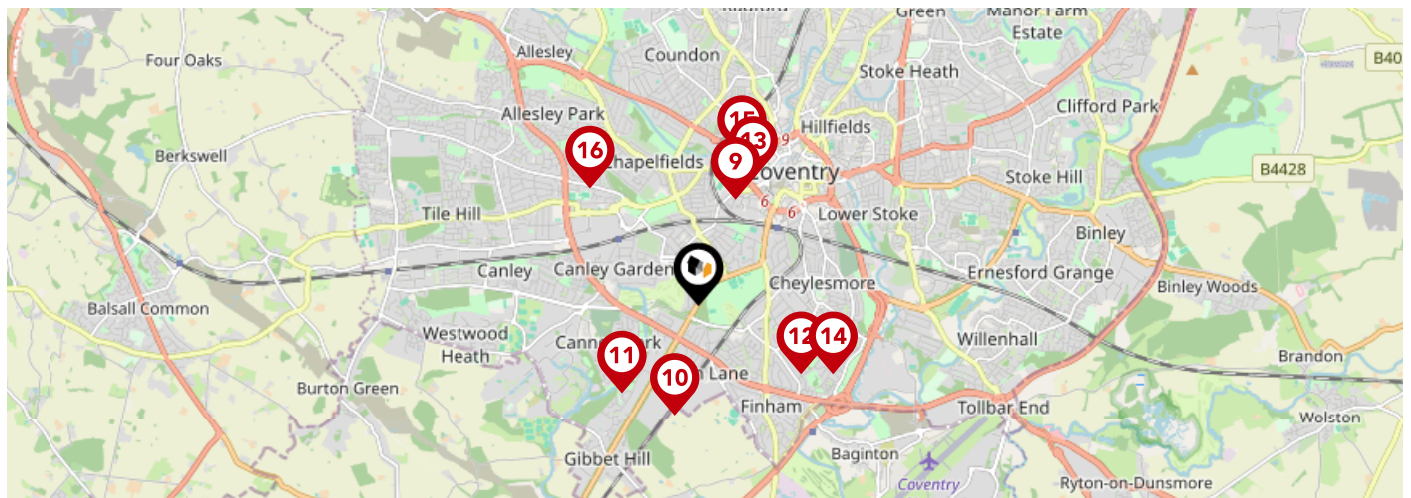 Green
Manor Farm
Estate
Allesley
Coundon
Four Oaks
B40
Stoke Heath
Allesley Park
Clifford Park
15
Hillfields
13
9
16
9
Chapelfields
Berkswell
Coventry
B4428
Stoke Hill
6
6
Tile Hill
Lower Stoke
Binley
Canley
Canley Garden
Ernesford Grange
Cheylesmore
Binley Woods
Balsall Common
Westwood
Heath
12
14
Willenhall
11
Brandon
10
Lane
Burton Green
Finham
Tollbar End
Wolston
Gibbet Hill
Baginton
Coventry
Ryton-on-Dunsmore